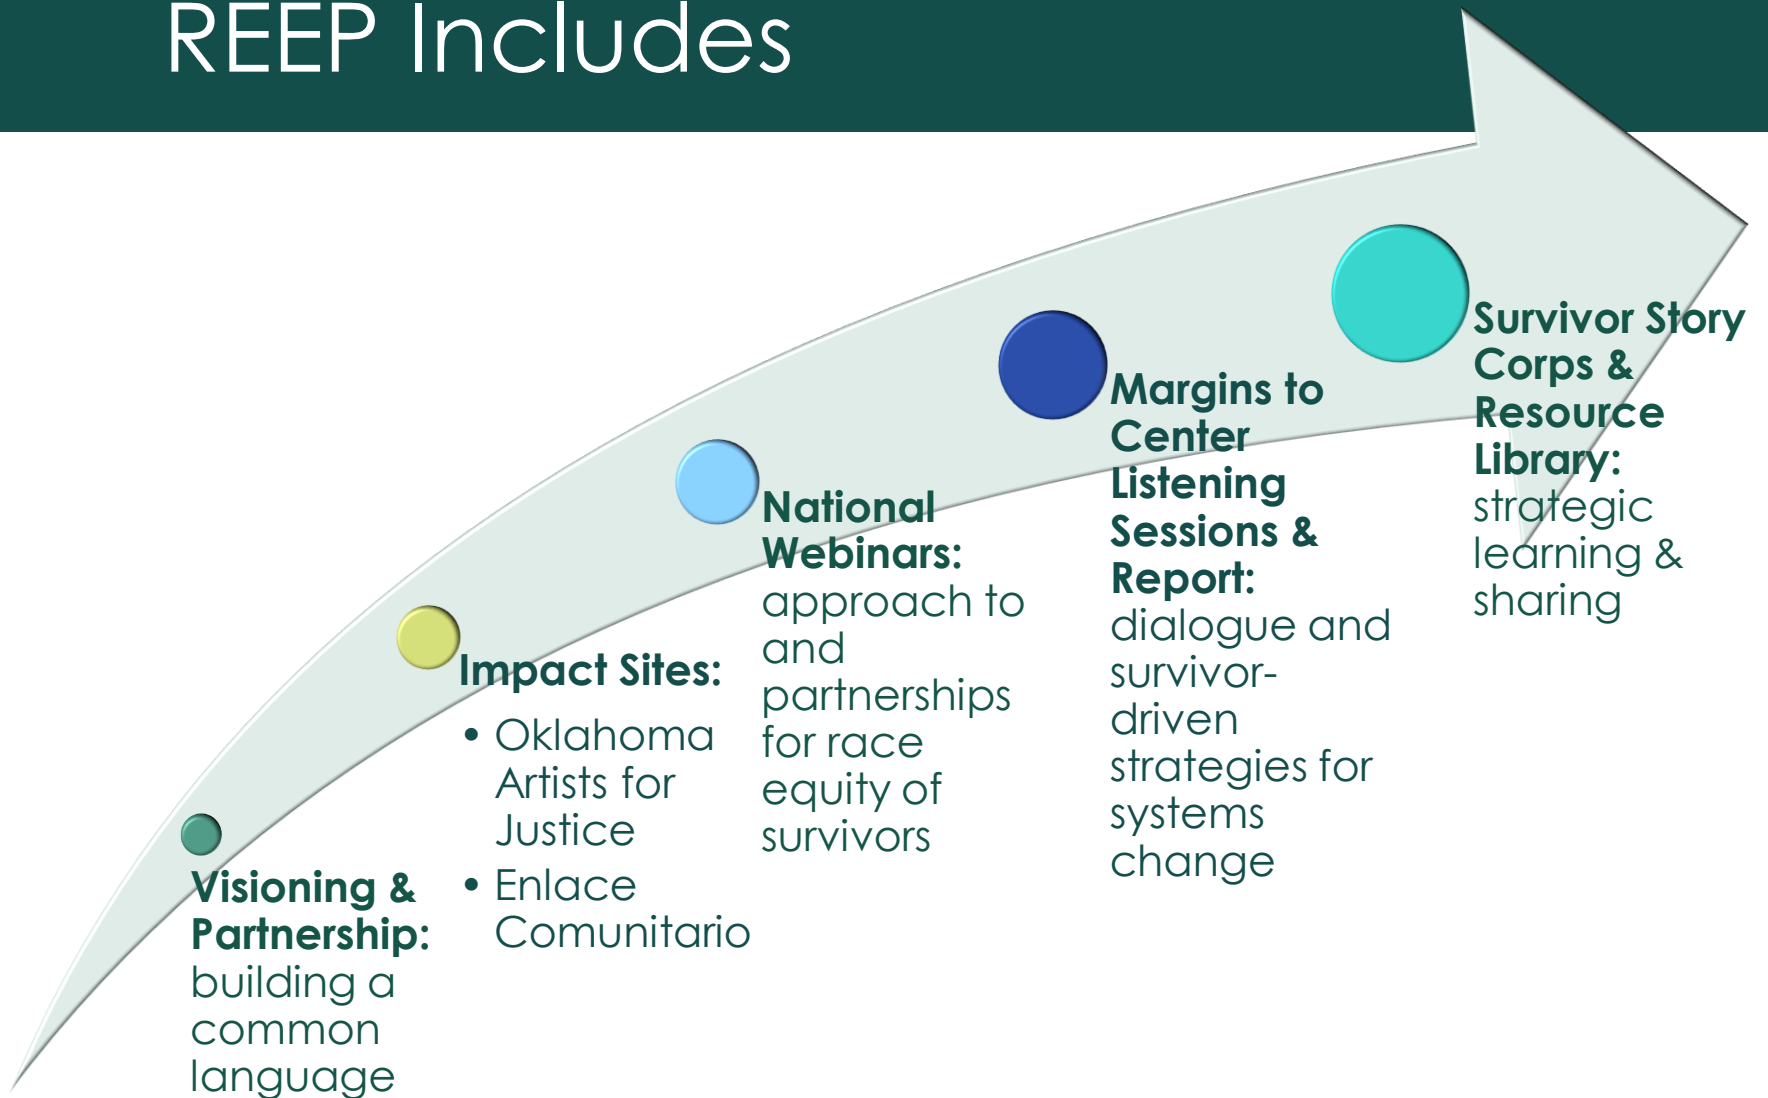 REEP Includes
Visioning &
Partnership:
building a
common
language
Impact Sites:
• Oklahoma
Artists for
Justice
• Enlace
Comunitario
National
Webinars:
approach to
and
partnerships
for race
equity of
survivors
Margins to
Center
Listening
Sessions &
Report:
dialogue and
survivor-
driven
strategies for
systems
change
Survivor Story
Corps &
Resource
Library:
strategic
learning &
sharing